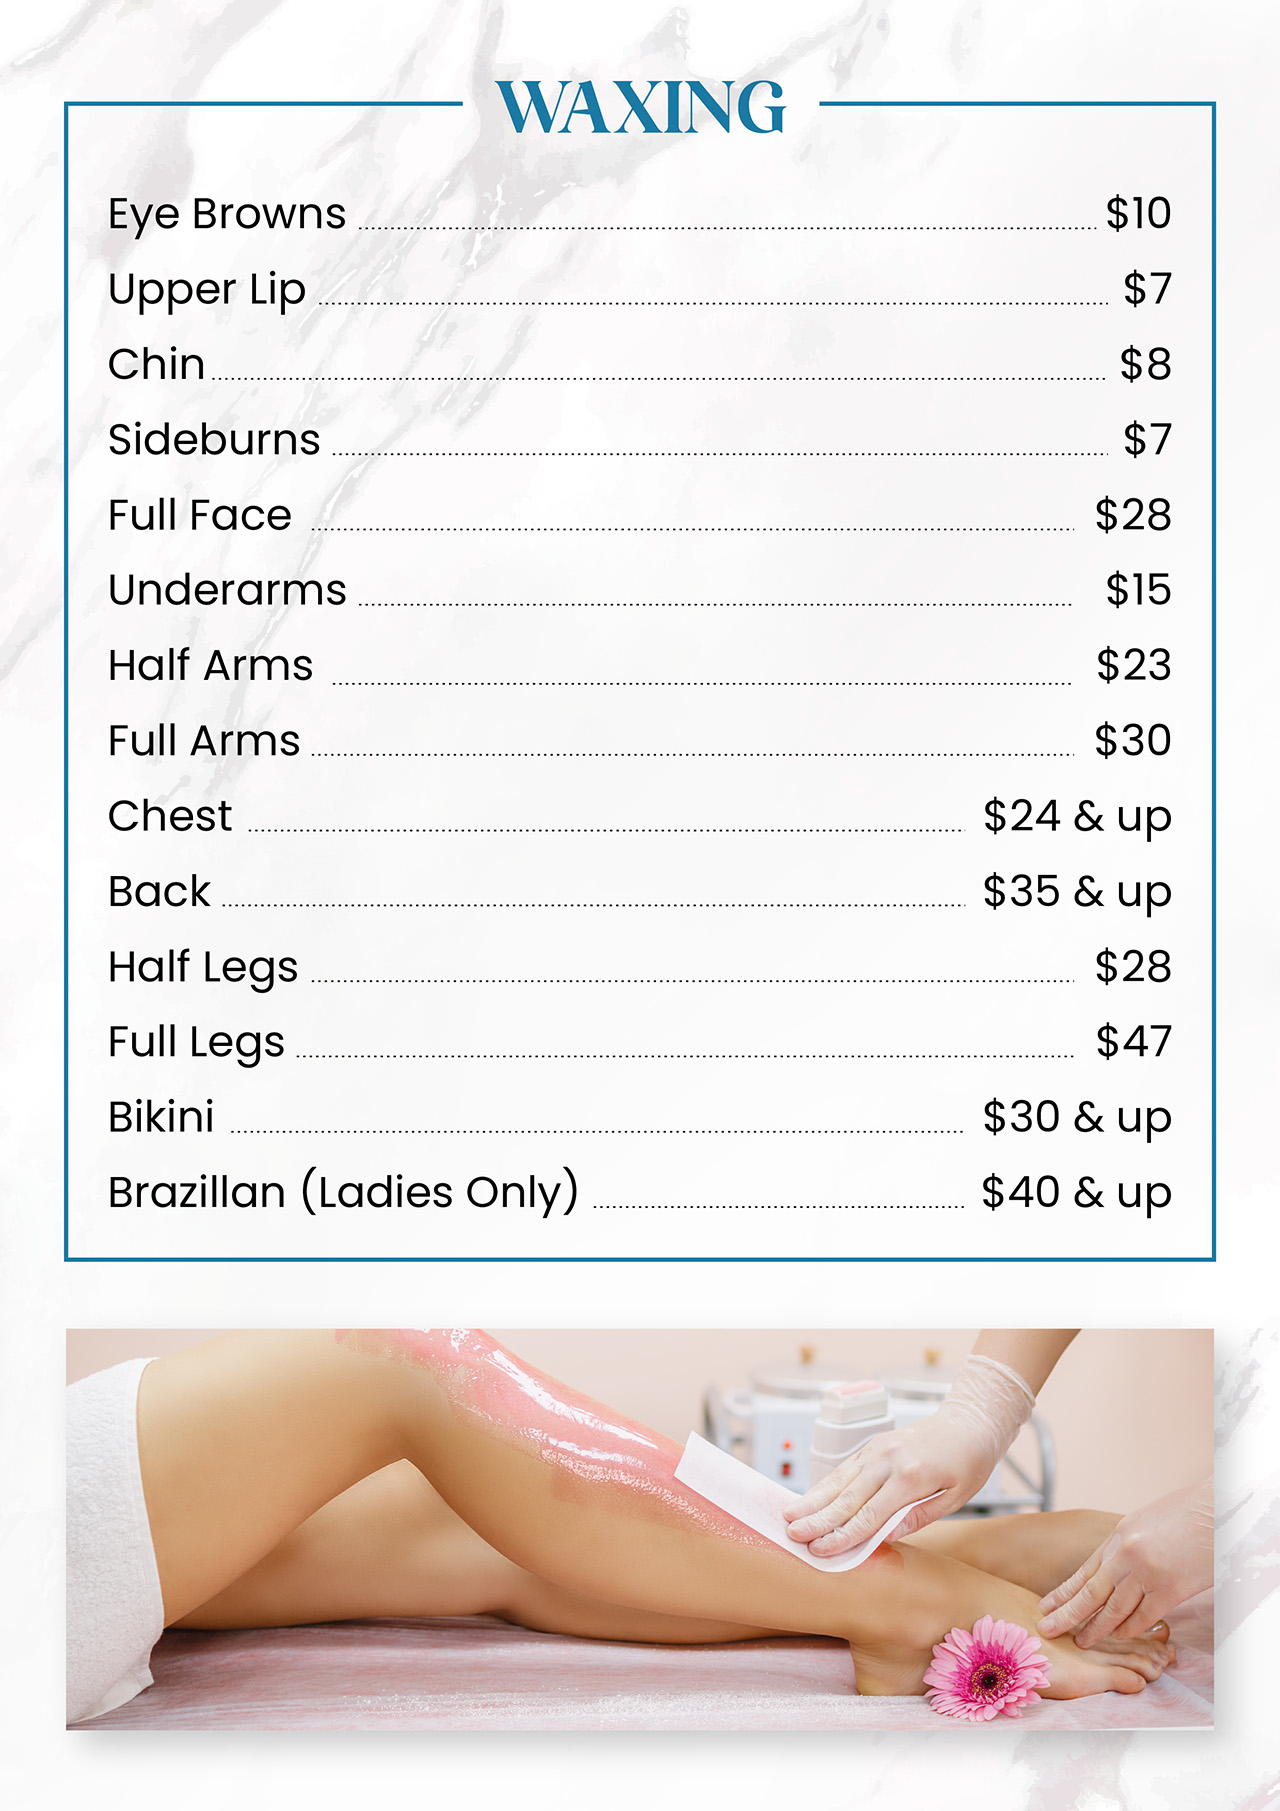 WAXING
Eye Browns $10
Upper Lip $7
Chin $8
Sideburns $7
Full Face $28
Underarms $15
Half Arms $23
Full Arms $30
Chest $24 & up
Back $35 & up
Half Legs $28
Full Legs $47
Bikini $30 & up
Brazillan (Ladies Only) $40 & up